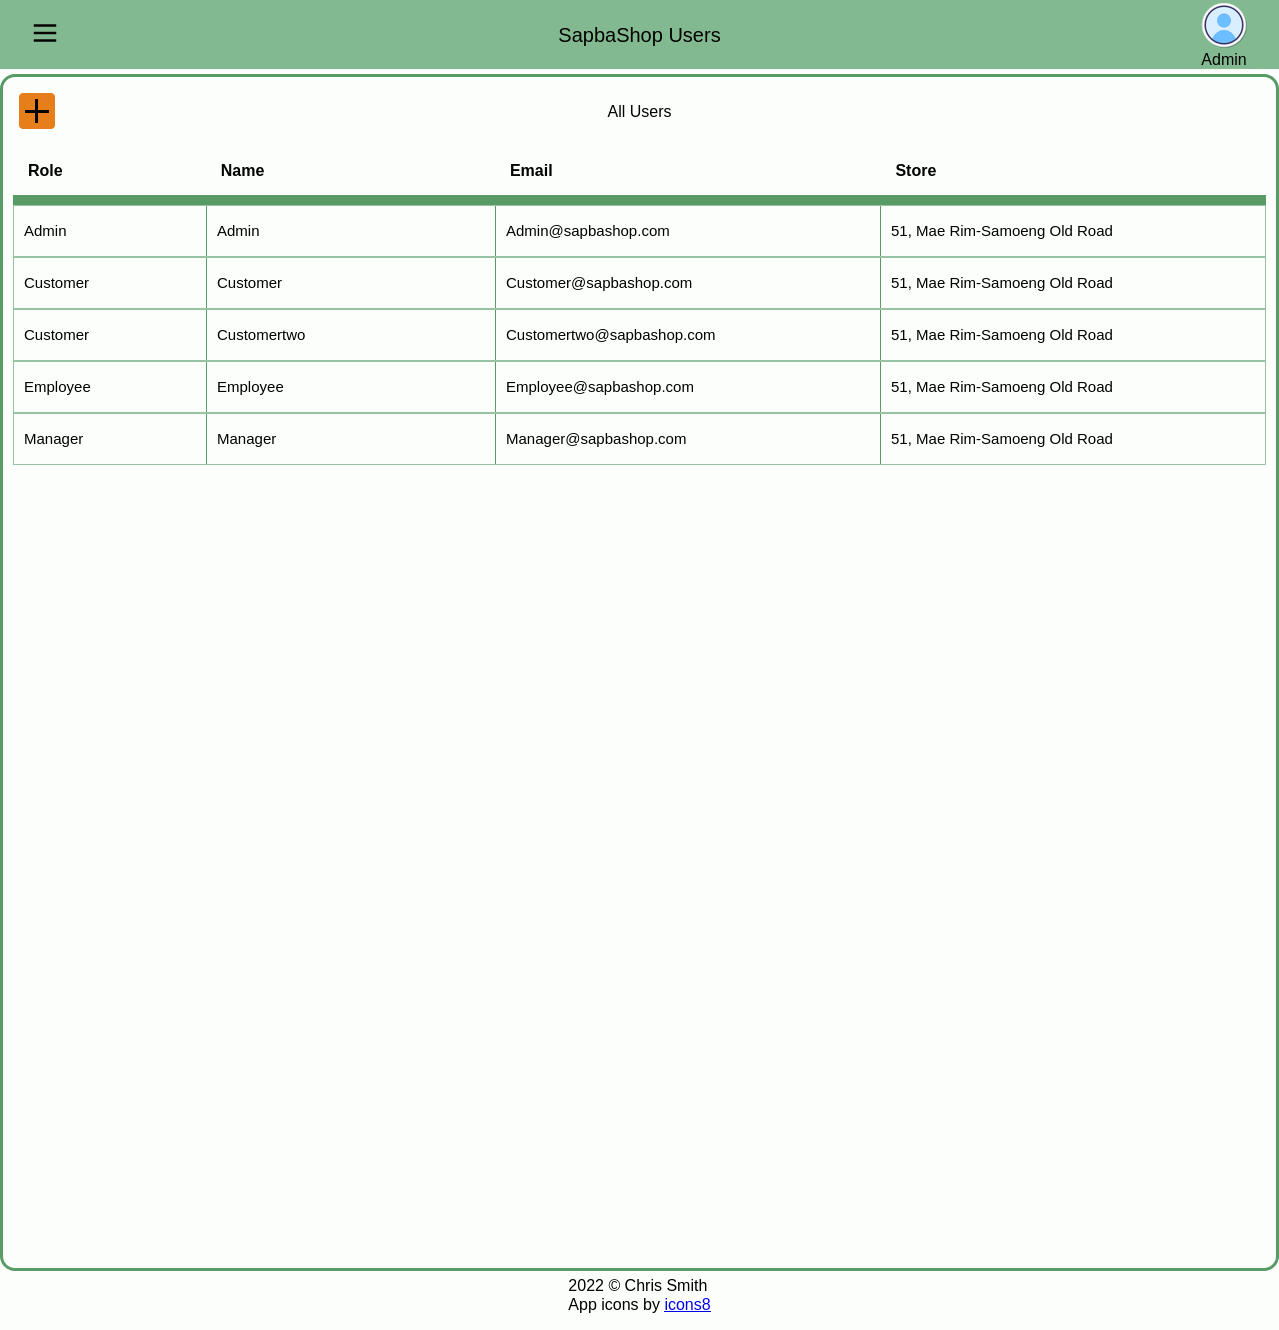 SapbaShop Users
Admin
All Users
Role Name Email Store
Admin Admin Admin@sapbashop.com 51, Mae Rim-Samoeng Old Road
Customer Customer Customer@sapbashop.com 51, Mae Rim-Samoeng Old Road
Customer Customertwo Customertwo@sapbashop.com 51, Mae Rim-Samoeng Old Road
Employee Employee Employee@sapbashop.com 51, Mae Rim-Samoeng Old Road
Manager Manager Manager@sapbashop.com 51, Mae Rim-Samoeng Old Road
2022 © Chris Smith
App icons by icons8